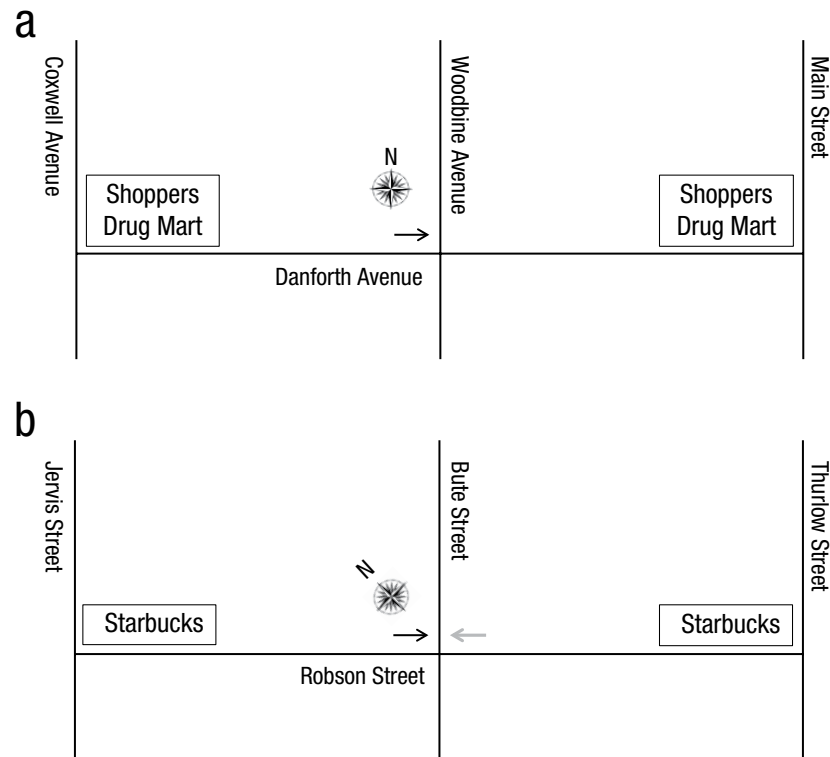 a
Coxwell Avenue
Woodbine Avenue
Main Street
N
Shoppers
Drug Mart
Shoppers
Drug Mart
Danforth Avenue
b
Jervis Street
Bute Street
Thurlow Street
N
Starbucks
Starbucks
Robson Street